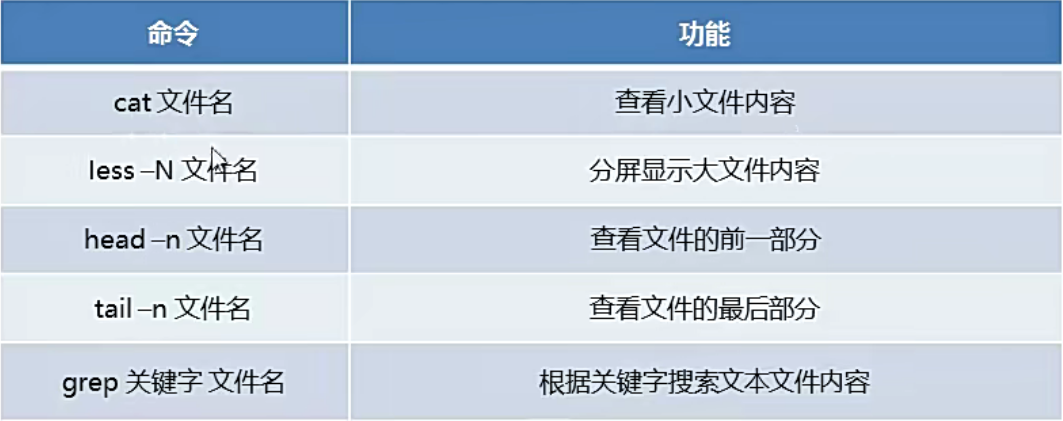 命令 功能
cat 文件名 查看小文件内容
less –N 文件名 分屏显示大文件内容
head –n 文件名 查看文件的前一部分
tail –n 文件名 查看文件的最后部分
grep 关键字 文件名 根据关键字搜索文本文件内容